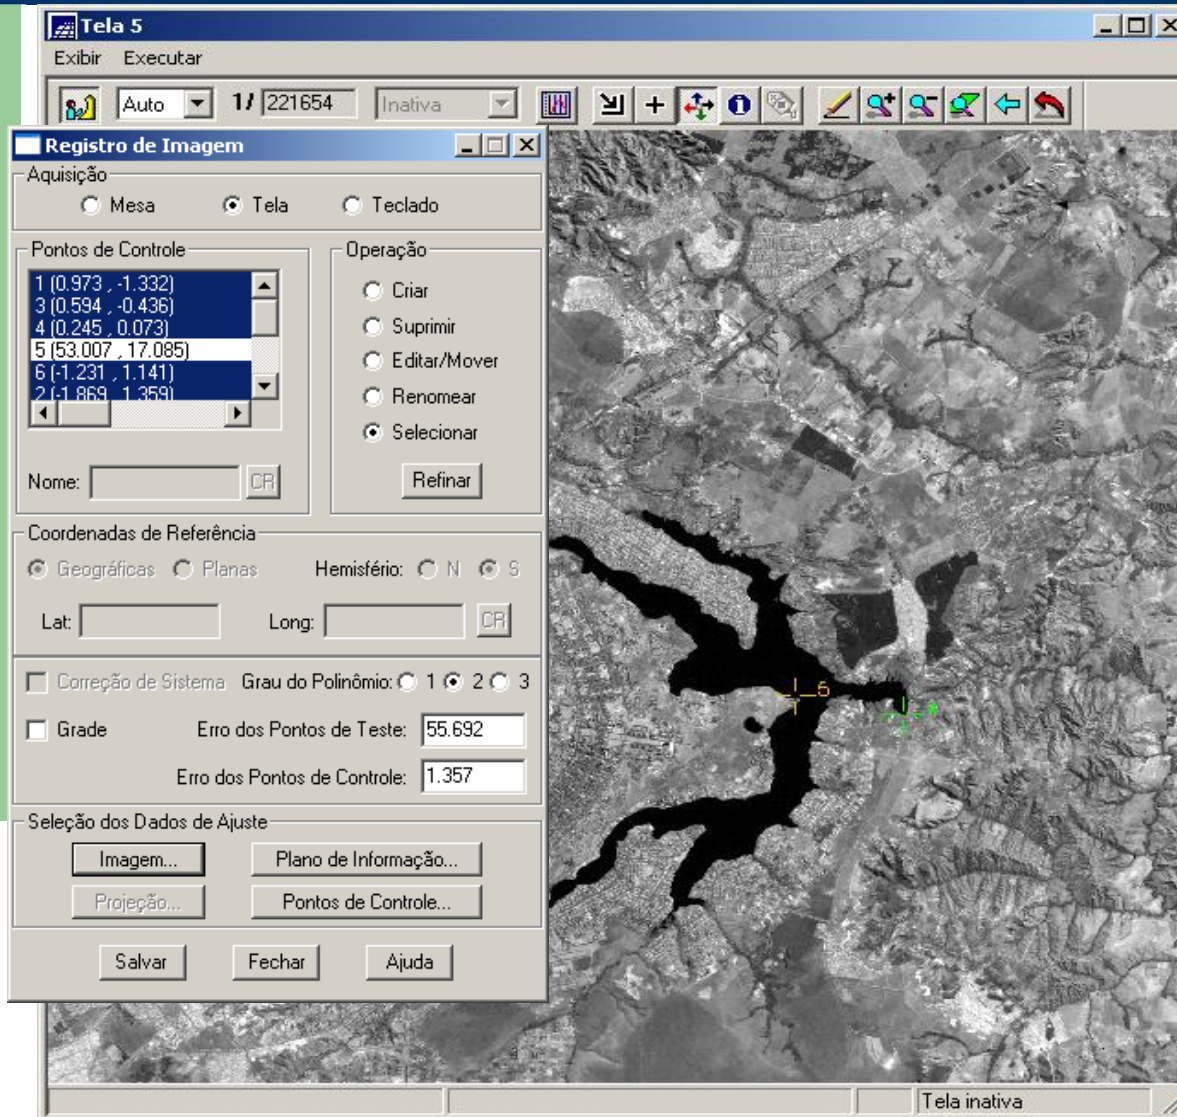 Tela 5
Exibir Executar
Auto 1/ 221654 Inativa
Registro de Imagem
Aquisição
Mesa Tela Teclado
Pontos de Controle Operação
1 (0.973 , -1.332)
3 (0.594 , -0.436)
4 (0.245 , 0.073)
5 (53.007 , 17.085)
6 (-1.231 , 1.141)
2 (-1.869 , 1.359)
Criar
Suprimir
Editar/Mover
Renomear
Selecionar
Nome: CR Refinar
Coordenadas de Referência
Geográficas Planas Hemisfério: N S
Lat: Long: CR
Correção de Sistema Grau do Polinômio: 1 2 3
Grade Erro dos Pontos de Teste: 55.692
Erro dos Pontos de Controle: 1.357
Seleção dos Dados de Ajuste
Imagem... Plano de Informação...
Projeção... Pontos de Controle...
Salvar Fechar Ajuda
5
Tela inativa